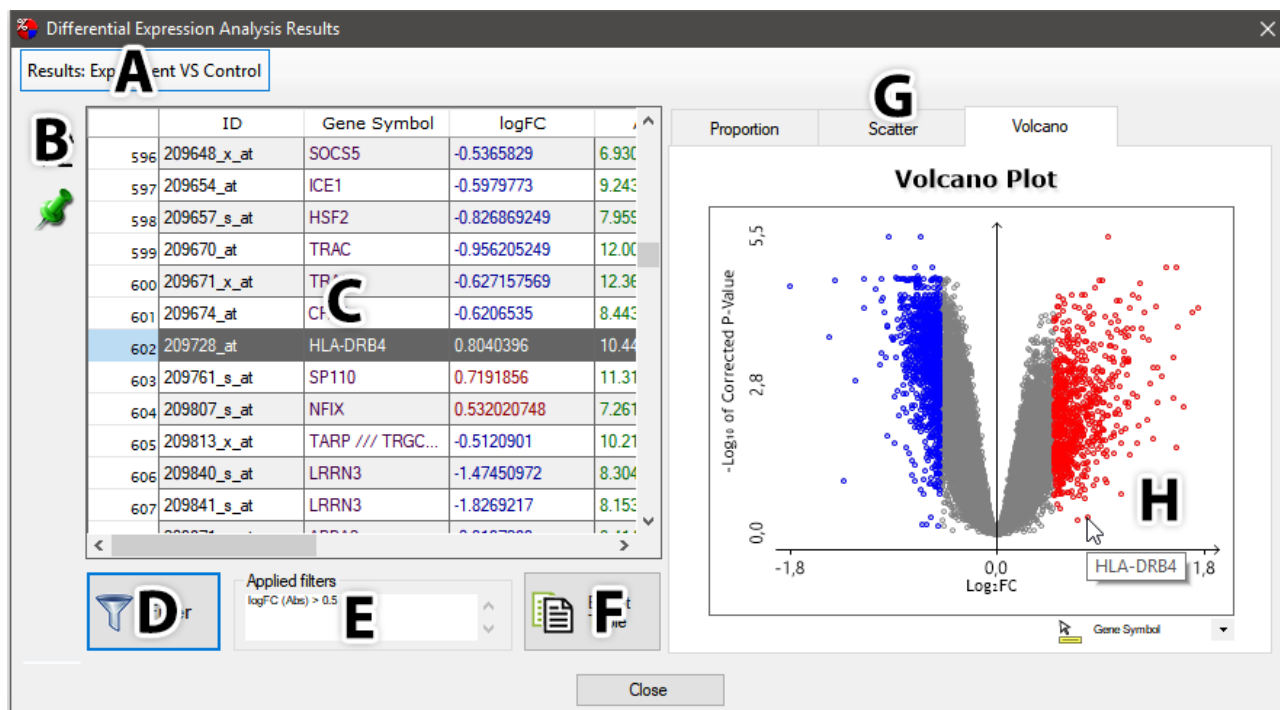 Differential Expression Analysis Results
Results: VS Control
A
B
ID Gene Symbol logFC
596 209648_x_at SOCS5 -0.5365829 6.930
597 209654_at ICE1 -0.5979773 9.243
598 209657_s_at HSF2 -0.826869249 7.959
599 209670_at TRAC -0.956205249 12.00
600 209671_x_at -0.627157569 12.36
601 209674_at -0.6206535 8.443
602 209728_at HLA-DRB4 0.8040396 10.44
603 209761_s_at SP110 0.7191856 11.31
604 209807_s_at NFIX 0.532020748 7.261
605 209813_x_at TARP /// TRGC... -0.5120901 10.21
606 209840_s_at LRRN3 -1.47450972 8.304
607 209841_s_at LRRN3 -1.8269217 8.153
C
D
Applied filters
logFC (Abs) > 0.5
E
F
G
Proportion Scatter Volcano
Volcano Plot
-Log₁₀ of Corrected P-Value
5,5
2,8
0,0
H
HLA-DRB4
-1,8 0,0 1,8
Log₂FC
Gene Symbol
Close